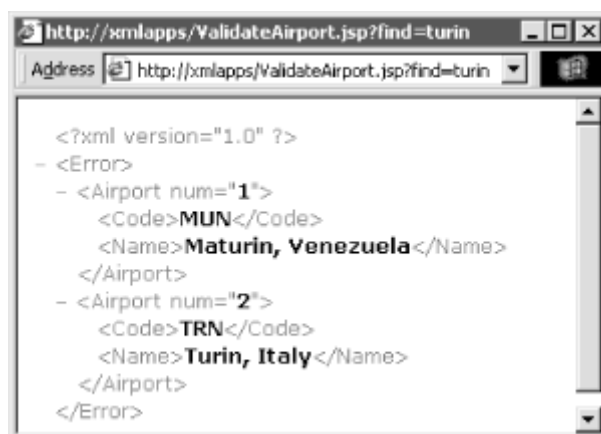 http://xmlapps/ValidateAirport.jsp?find=turin
Address http://xmlapps/ValidateAirport.jsp?find=turin
<?xml version="1.0" ?>
– <Error>
– <Airport num="1">
<Code>MUN</Code>
<Name>Maturin, Venezuela</Name>
</Airport>
– <Airport num="2">
<Code>TRN</Code>
<Name>Turin, Italy</Name>
</Airport>
</Error>